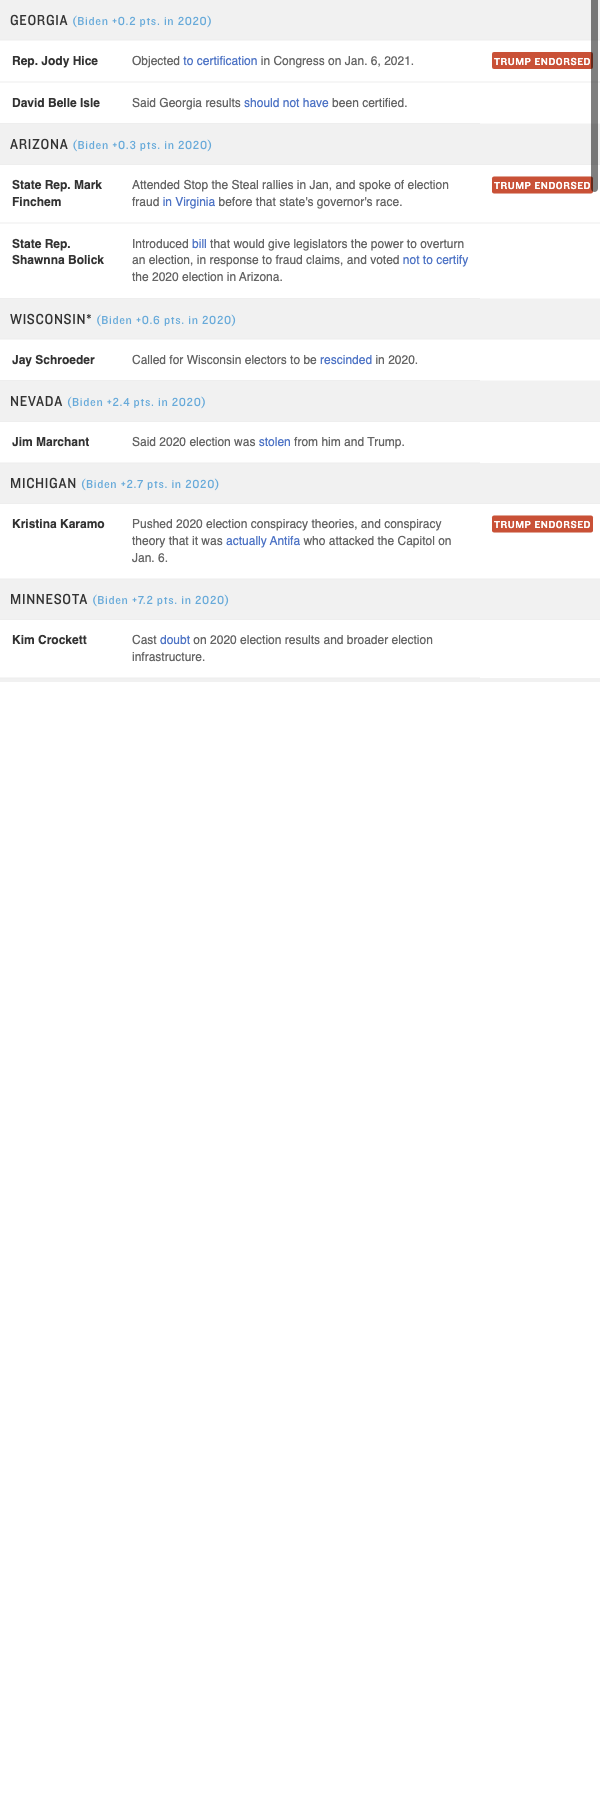 GEORGIA (Biden +0.2 pts. in 2020)
Rep. Jody Hice
Objected to certification in Congress on Jan. 6, 2021.
TRUMP ENDORSED
David Belle Isle
Said Georgia results should not have been certified.
ARIZONA (Biden +0.3 pts. in 2020)
State Rep. Mark
Finchem
Attended Stop the Steal rallies in Jan, and spoke of election
fraud in Virginia before that state's governor's race.
TRUMP ENDORSED
State Rep.
Shawnna Bolick
Introduced bill that would give legislators the power to overturn
an election, in response to fraud claims, and voted not to certify
the 2020 election in Arizona.
WISCONSIN* (Biden +0.6 pts. in 2020)
Jay Schroeder
Called for Wisconsin electors to be rescinded in 2020.
NEVADA (Biden +2.4 pts. in 2020)
Jim Marchant
Said 2020 election was stolen from him and Trump.
MICHIGAN (Biden +2.7 pts. in 2020)
Kristina Karamo
Pushed 2020 election conspiracy theories, and conspiracy
theory that it was actually Antifa who attacked the Capitol on
Jan. 6.
TRUMP ENDORSED
MINNESOTA (Biden +7.2 pts. in 2020)
Kim Crockett
Cast doubt on 2020 election results and broader election
infrastructure.